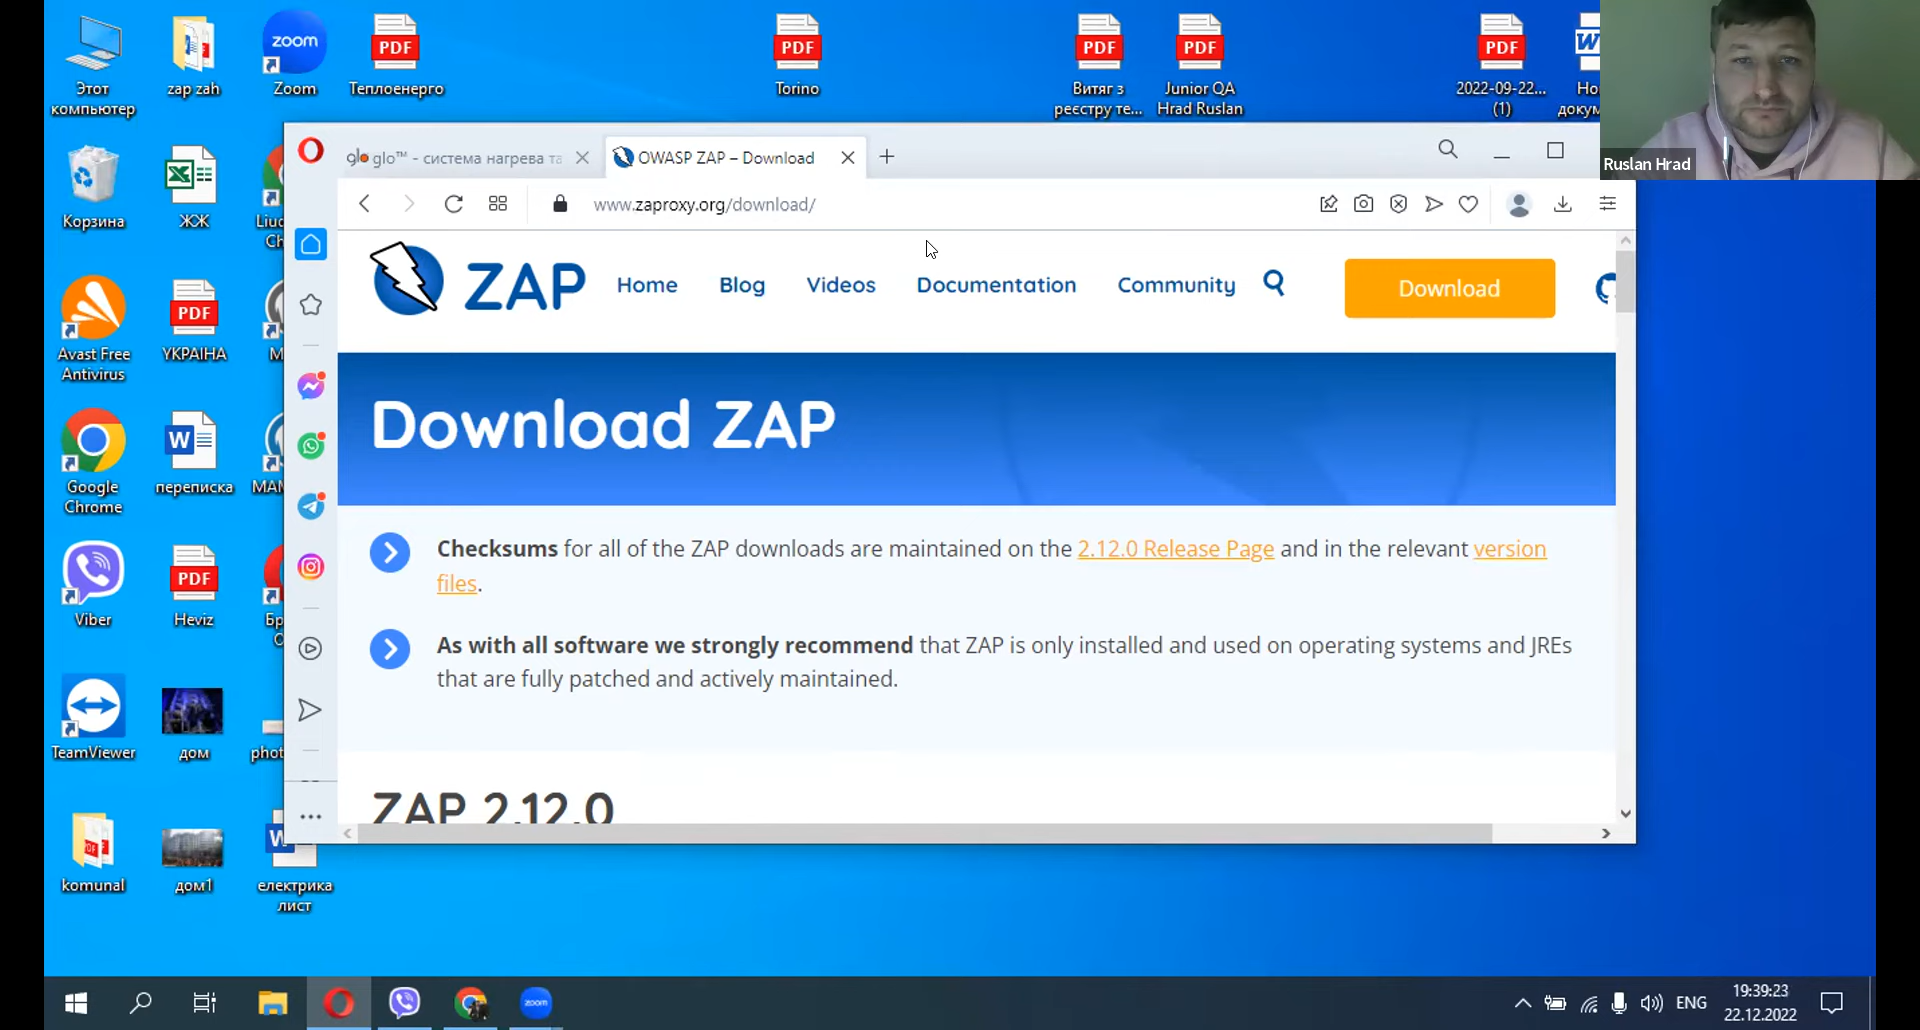 Этот
компьютер
zap zah
zoom
Zoom
PDF
Теплоенерго
PDF
Torino
PDF
Витяг з
реєстру те...
PDF
Junior QA
Hrad Ruslan
PDF
2022-09-22...
(1)
W
Ruslan Hrad
glo glo™ - система нагрева та
OWASP ZAP – Download
www.zaproxy.org/download/
ZAP
Home
Blog
Videos
Documentation
Community
Download
Download ZAP
Checksums for all of the ZAP downloads are maintained on the 2.12.0 Release Page and in the relevant version
files.
As with all software we strongly recommend that ZAP is only installed and used on operating systems and JREs
that are fully patched and actively maintained.
ZAP 2.12.0
Корзина
X
ЖЖ
Avast Free
Antivirus
PDF
YКРАІНА
Google
Chrome
W
переписка
Viber
PDF
Heviz
TeamViewer
дом
PDF
komunal
дом1
W
електрика
лист
zoom
ENG
19:39:23
22.12.2022